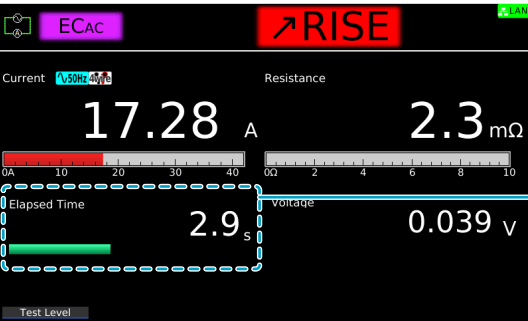 ECAC
↗RISE
LAN
Current 50Hz 4Wire
Resistance
17.28 A
2.3 mΩ
0A 10 20 30 40
0Ω 2 4 6 8 10
Elapsed Time
Voltage
2.9 s
0.039 V
Test Level